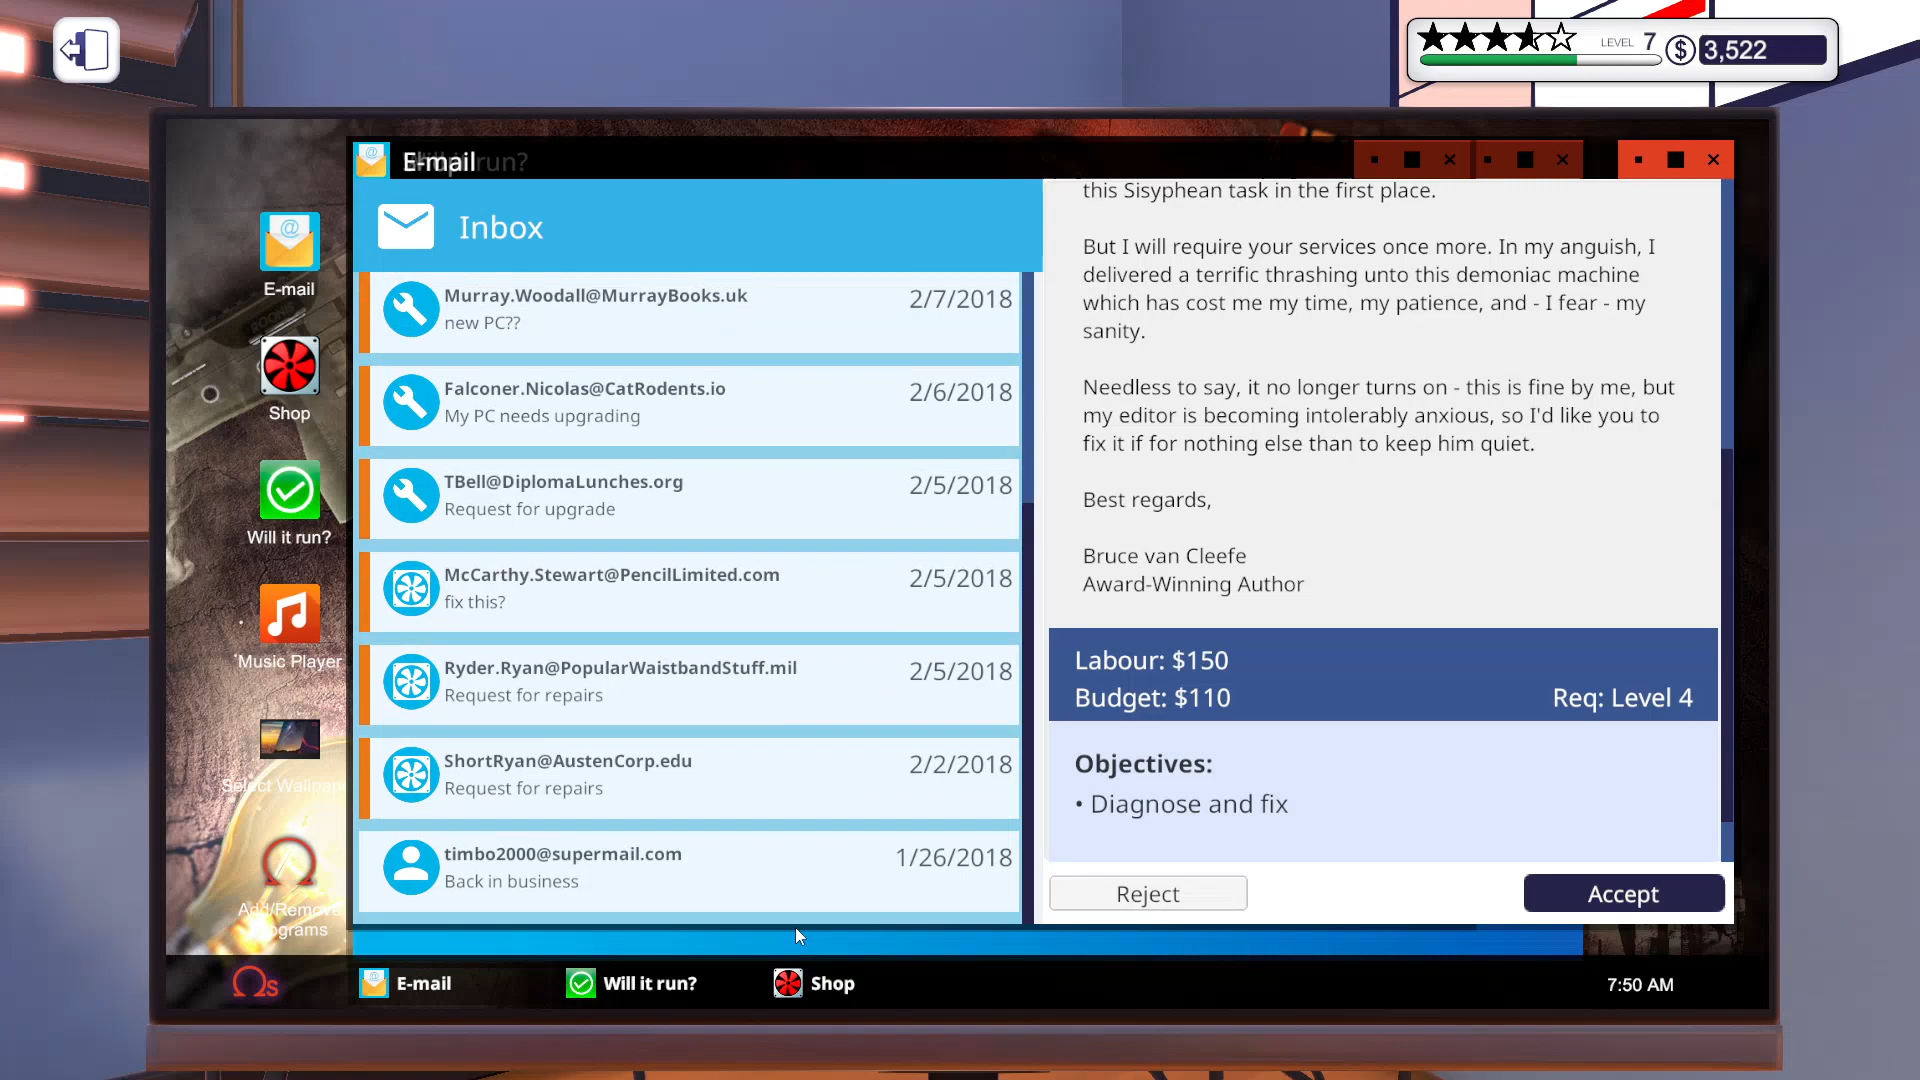 LEVEL 7
$ 3,522
E-mail
Inbox
Murray.Woodall@MurrayBooks.uk
2/7/2018
new PC??
Falconer.Nicolas@CatRodents.io
2/6/2018
My PC needs upgrading
TBell@DiplomaLunches.org
2/5/2018
Request for upgrade
McCarthy.Stewart@PencilLimited.com
2/5/2018
fix this?
Ryder.Ryan@PopularWaistbandStuff.mil
2/5/2018
Request for repairs
ShortRyan@AustenCorp.edu
2/2/2018
Request for repairs
timbo2000@supermail.com
1/26/2018
Back in business
this Sisyphean task in the first place.
But I will require your services once more. In my anguish, I
delivered a terrific thrashing unto this demoniac machine
which has cost me my time, my patience, and - I fear - my
sanity.
Needless to say, it no longer turns on - this is fine by me, but
my editor is becoming intolerably anxious, so I'd like you to
fix it if for nothing else than to keep him quiet.
Best regards,
Bruce van Cleefe
Award-Winning Author
Labour: $150
Budget: $110
Req: Level 4
Objectives:
• Diagnose and fix
Reject
Accept
E-mail
Shop
Will it run?
Music Player
Select
Add/Remove
E-mail
Will it run?
Shop
7:50 AM